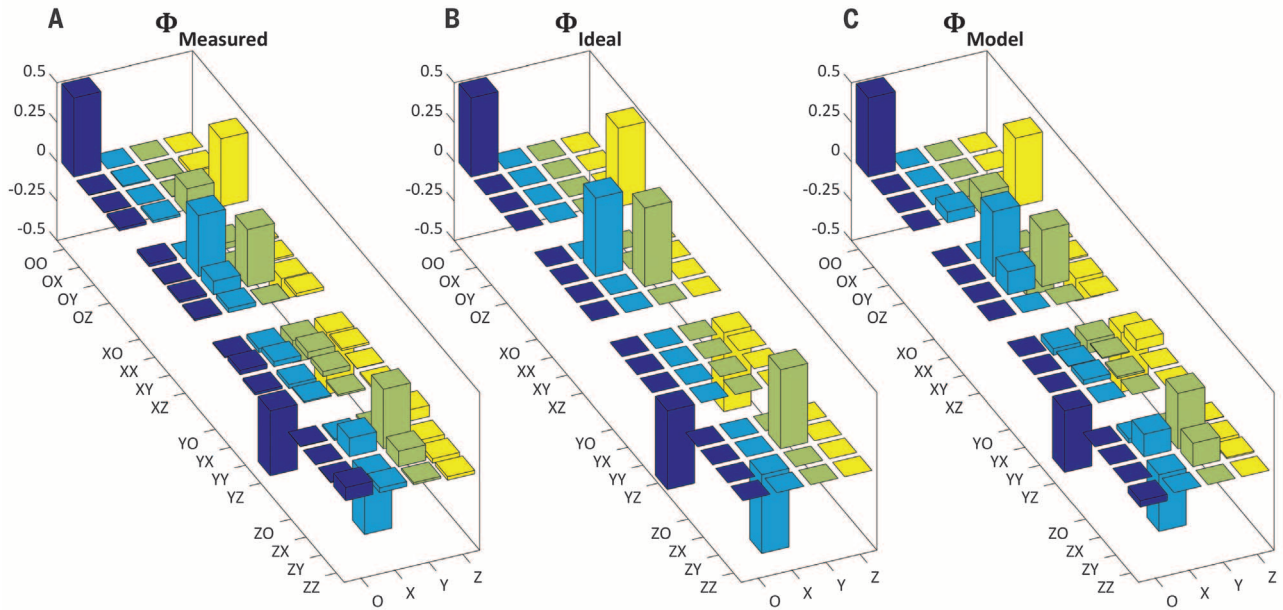 A
Φ Measured
0.5
0.25
0
-0.25
-0.5
OO
OX
OY
OZ
XO
XX
XY
XZ
YO
YX
YY
YZ
ZO
ZX
ZY
ZZ
O
X
Y
Z
B
Φ Ideal
0.5
0.25
0
-0.25
-0.5
OO
OX
OY
OZ
XO
XX
XY
XZ
YO
YX
YY
YZ
ZO
ZX
ZY
ZZ
O
X
Y
Z
C
Φ Model
0.5
0.25
0
-0.25
-0.5
OO
OX
OY
OZ
XO
XX
XY
XZ
YO
YX
YY
YZ
ZO
ZX
ZY
ZZ
O
X
Y
Z